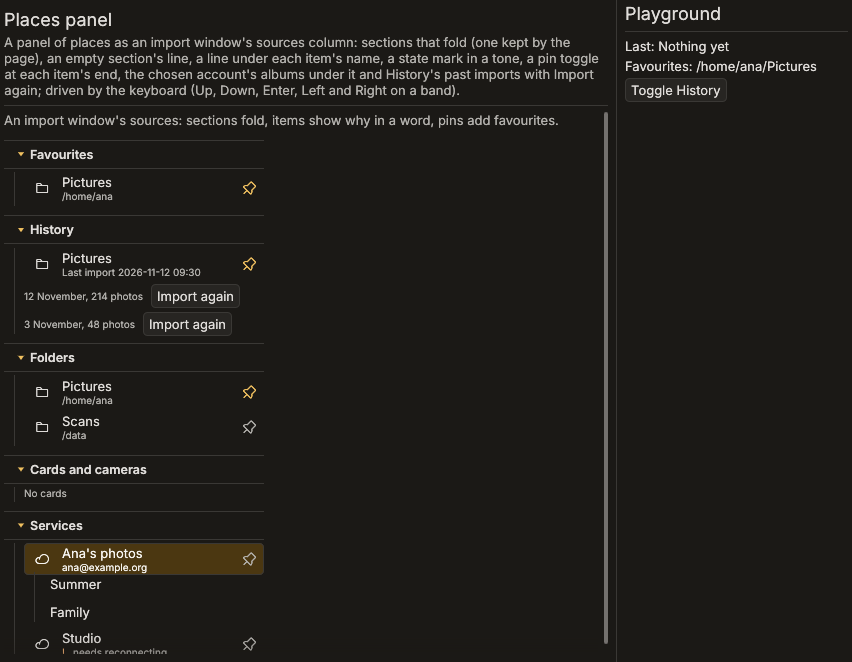 Places panel
A panel of places as an import window's sources column: sections that fold (one kept by the
page), an empty section's line, a line under each item's name, a state mark in a tone, a pin toggle
at each item's end, the chosen account's albums under it and History's past imports with Import
again; driven by the keyboard (Up, Down, Enter, Left and Right on a band).
An import window's sources: sections fold, items show why in a word, pins add favourites.
Favourites
Pictures
/home/ana
History
Pictures
Last import 2026-11-12 09:30
12 November, 214 photos Import again
3 November, 48 photos Import again
Folders
Pictures
/home/ana
Scans
/data
Cards and cameras
No cards
Services
Ana's photos
ana@example.org
Summer
Family
Studio
needs reconnecting
Playground
Last: Nothing yet
Favourites: /home/ana/Pictures
Toggle History